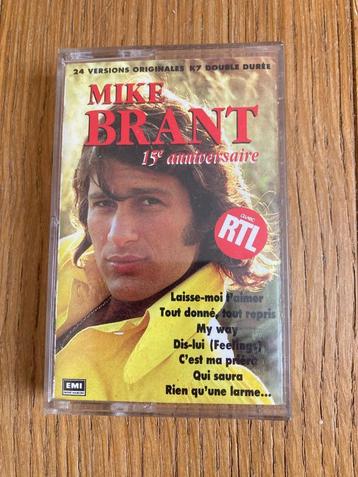 24 VERSIONS ORIGINALES K7 DOUBLE DURÉE
MIKE
BRANT
15e anniversaire
avec
RTL
Laisse-moi t'aimer
Tout donné, tout repris
My way
Dis-lui (Feelings)
C'est ma prière
Qui saura
Rien qu'une larme...
EMI